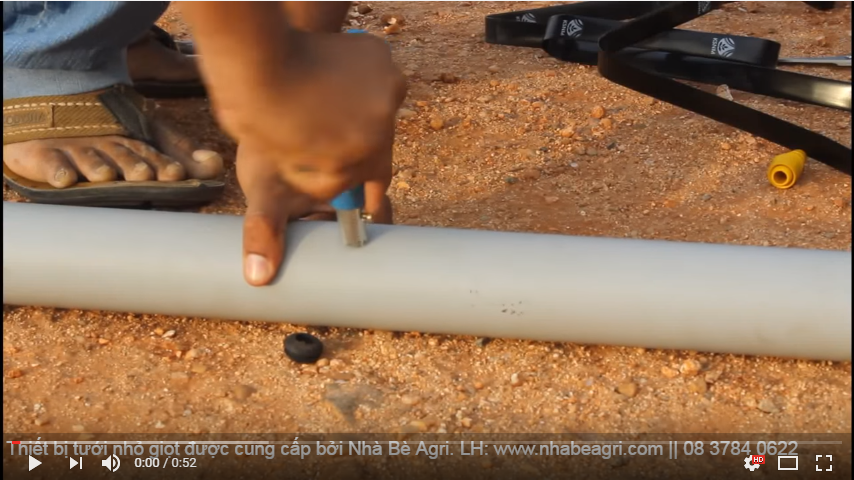 Thiết bị tưới nhỏ giọt được cung cấp bởi Nhà Bè Agri. LH: www.nhabeagri.com || 08 3784 0622
0:00 / 0:52
HD